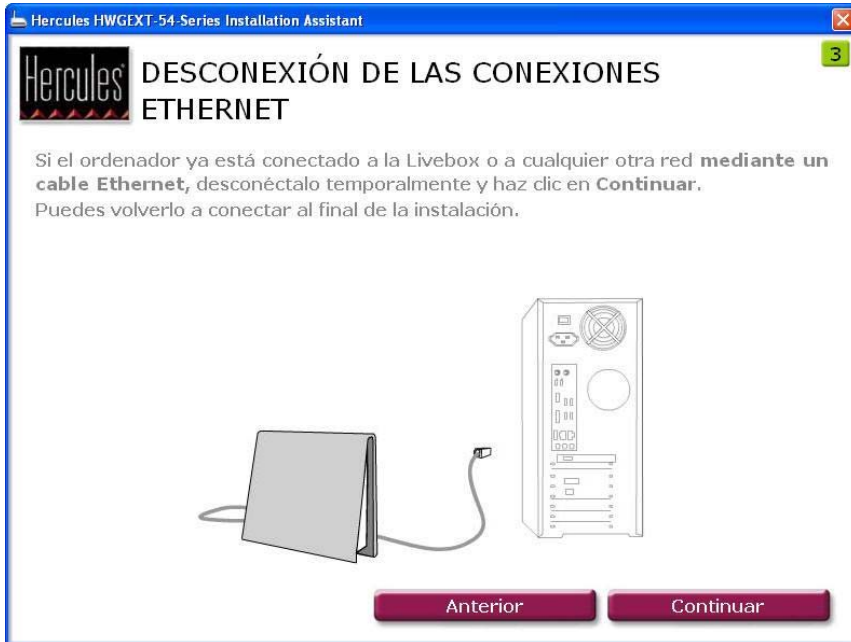 Hercules HWGEXT-54-Series Installation Assistant
3
Hercules®
DESCONEXIÓN DE LAS CONEXIONES
ETHERNET
Si el ordenador ya está conectado a la Livebox o a cualquier otra red mediante un
cable Ethernet, desconéctalo temporalmente y haz clic en Continuar.
Puedes volverlo a conectar al final de la instalación.
Anterior
Continuar